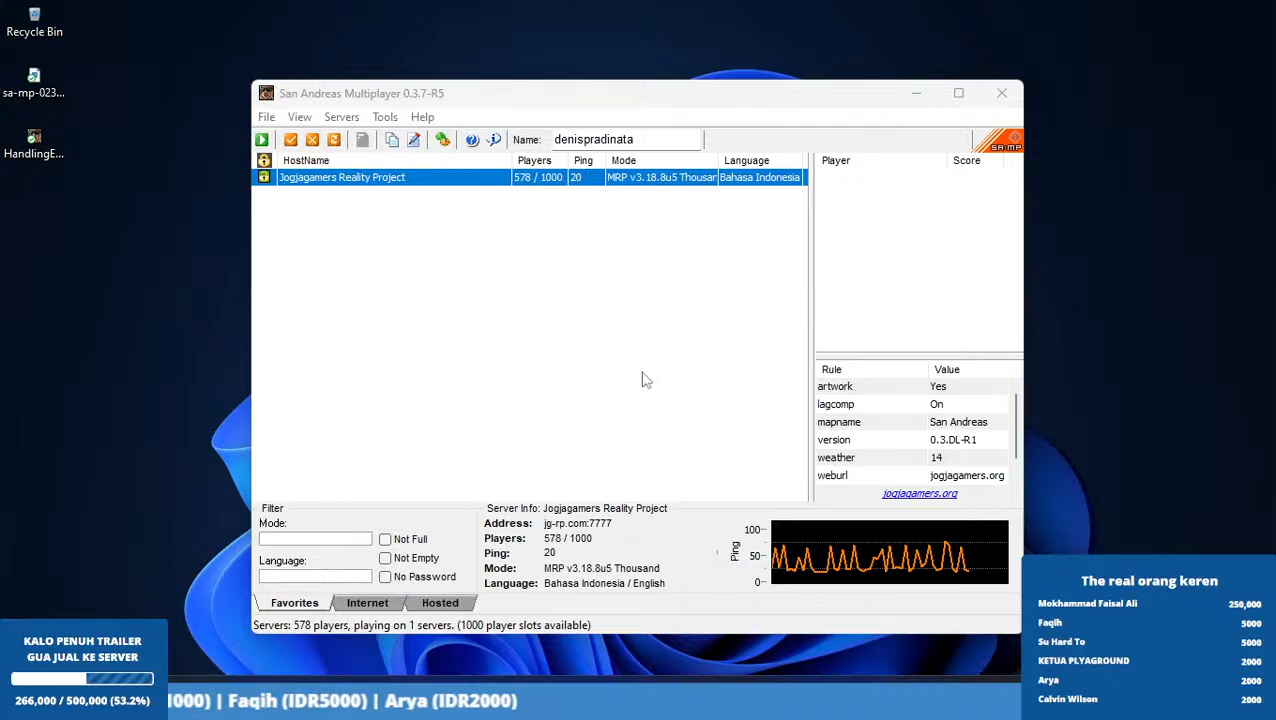 Recycle Bin
sa-mp-023...
HandlingE...
San Andreas Multiplayer 0.3.7-R5
File View Servers Tools Help
Name: denispradinata
SA:MP
HostName Players Ping Mode Language
Jogjagamers Reality Project 578 / 1000 20 MRP v3.18.8u5 Thousar Bahasa Indonesia
Player Score
Rule Value
artwork Yes
lagcomp On
mapname San Andreas
version 0.3.DL-R1
weather 14
weburl jogjagamers.org
jogjagamers.org
Filter
Mode:
Not Full
Not Empty
Language:
No Password
Server Info: Jogjagamers Reality Project
Address: jg-rp.com:7777
Players: 578 / 1000
Ping: 20
Mode: MRP v3.18.8u5 Thousand
Language: Bahasa Indonesia / English
Ping
100
50
0
Favorites Internet Hosted
Servers: 578 players, playing on 1 servers. (1000 player slots available)
KALO PENUH TRAILER
GUA JUAL KE SERVER
266,000 / 500,000 (53.2%)
000) | Faqih (IDR5000) | Arya (IDR2000)
The real orang keren
Mokhammad Faisal Ali 250,000
Faqih 5000
Su Hard To 5000
KETUA PLYAGROUND 2000
Arya 2000
Calvin Wilson 2000